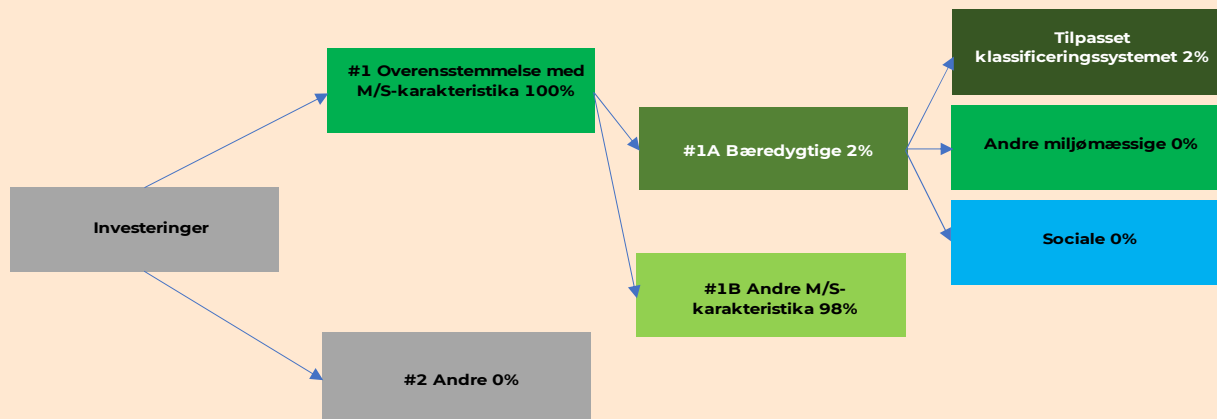 Investeringer
#1 Overensstemmelse med
M/S-karakteristika 100%
#2 Andre 0%
#1A Bæredygtige 2%
#1B Andre M/S-
karakteristika 98%
Tilpasset
klassificeringssystemet 2%
Andre miljømæssige 0%
Sociale 0%